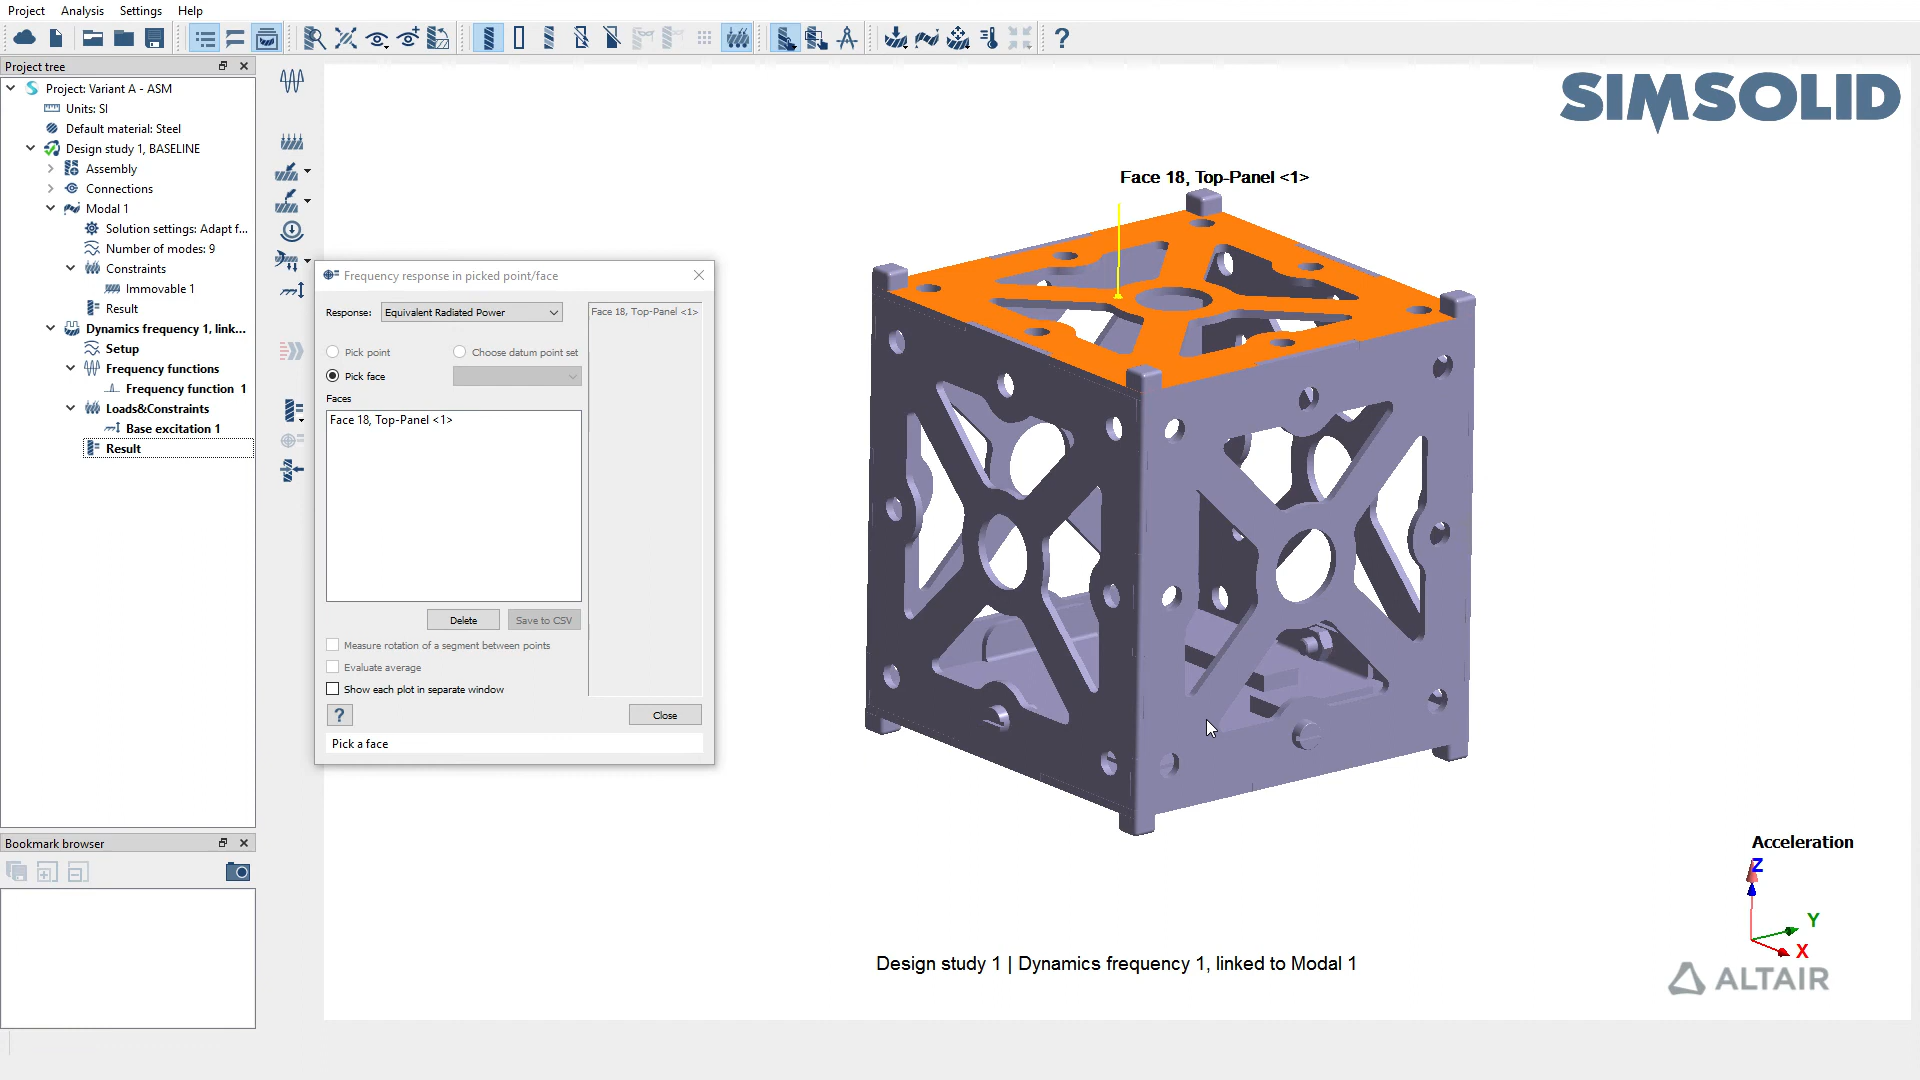 Project Analysis Settings Help
Project tree
Project: Variant A - ASM
Units: SI
Default material: Steel
Design study 1, BASELINE
Assembly
Connections
Modal 1
Solution settings: Adapt f...
Number of modes: 9
Constraints
Immovable 1
Result
Dynamics frequency 1, link...
Setup
Frequency functions
Frequency function 1
Loads&Constraints
Base excitation 1
Result
Bookmark browser
Frequency response in picked point/face
Response: Equivalent Radiated Power
Pick point
Choose datum point set
Pick face
Faces
Face 18, Top-Panel <1>
Delete
Save to CSV
Measure rotation of a segment between points
Evaluate average
Show each plot in separate window
?
Close
Pick a face
Face 18, Top-Panel <1>
SIMSOLID
Face 18, Top-Panel <1>
Acceleration
Z
Y
X
ALTAIR
Design study 1 | Dynamics frequency 1, linked to Modal 1